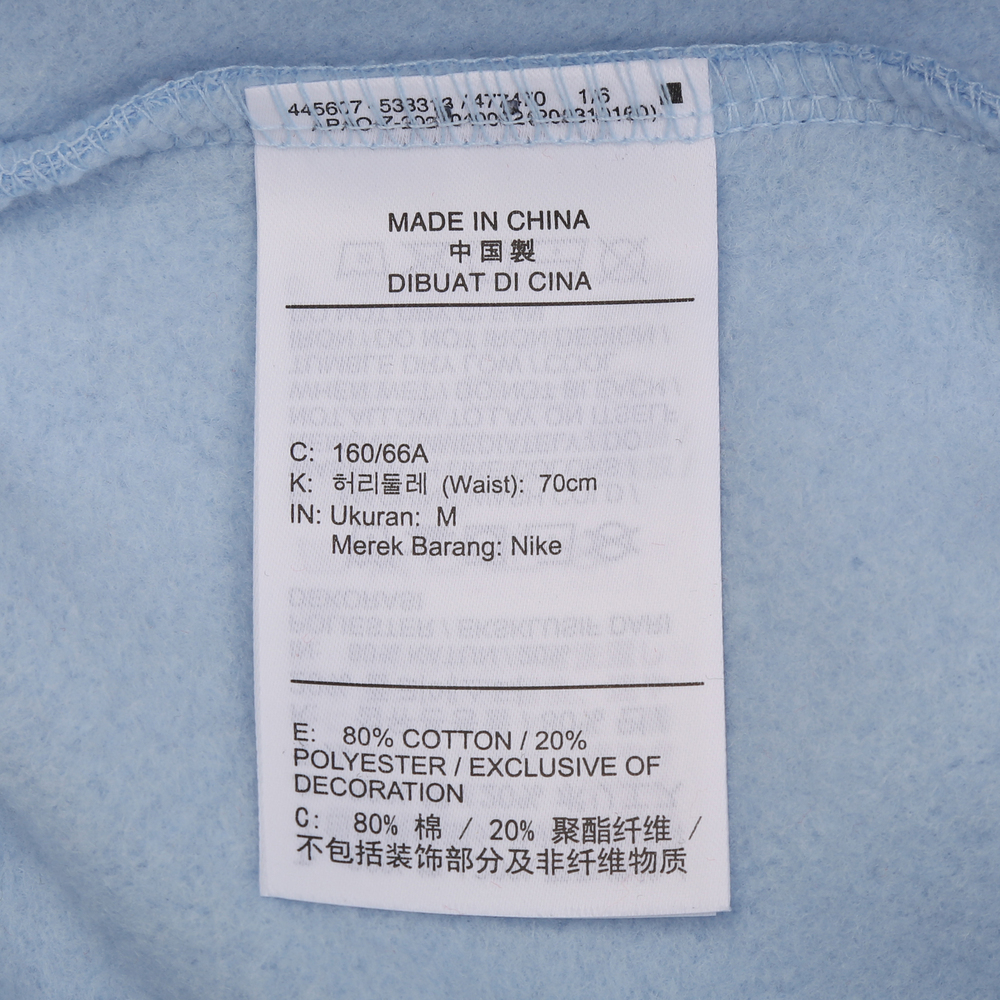 MADE IN CHINA
中国製
DIBUAT DI CINA
C: 160/66A
K: 허리둘레 (Waist): 70cm
IN: Ukuran: M
Merek Barang: Nike
E: 80% COTTON / 20%
POLYESTER / EXCLUSIVE OF
DECORATION
C: 80% 棉 / 20% 聚酯纤维 /
不包括装饰部分及非纤维物质